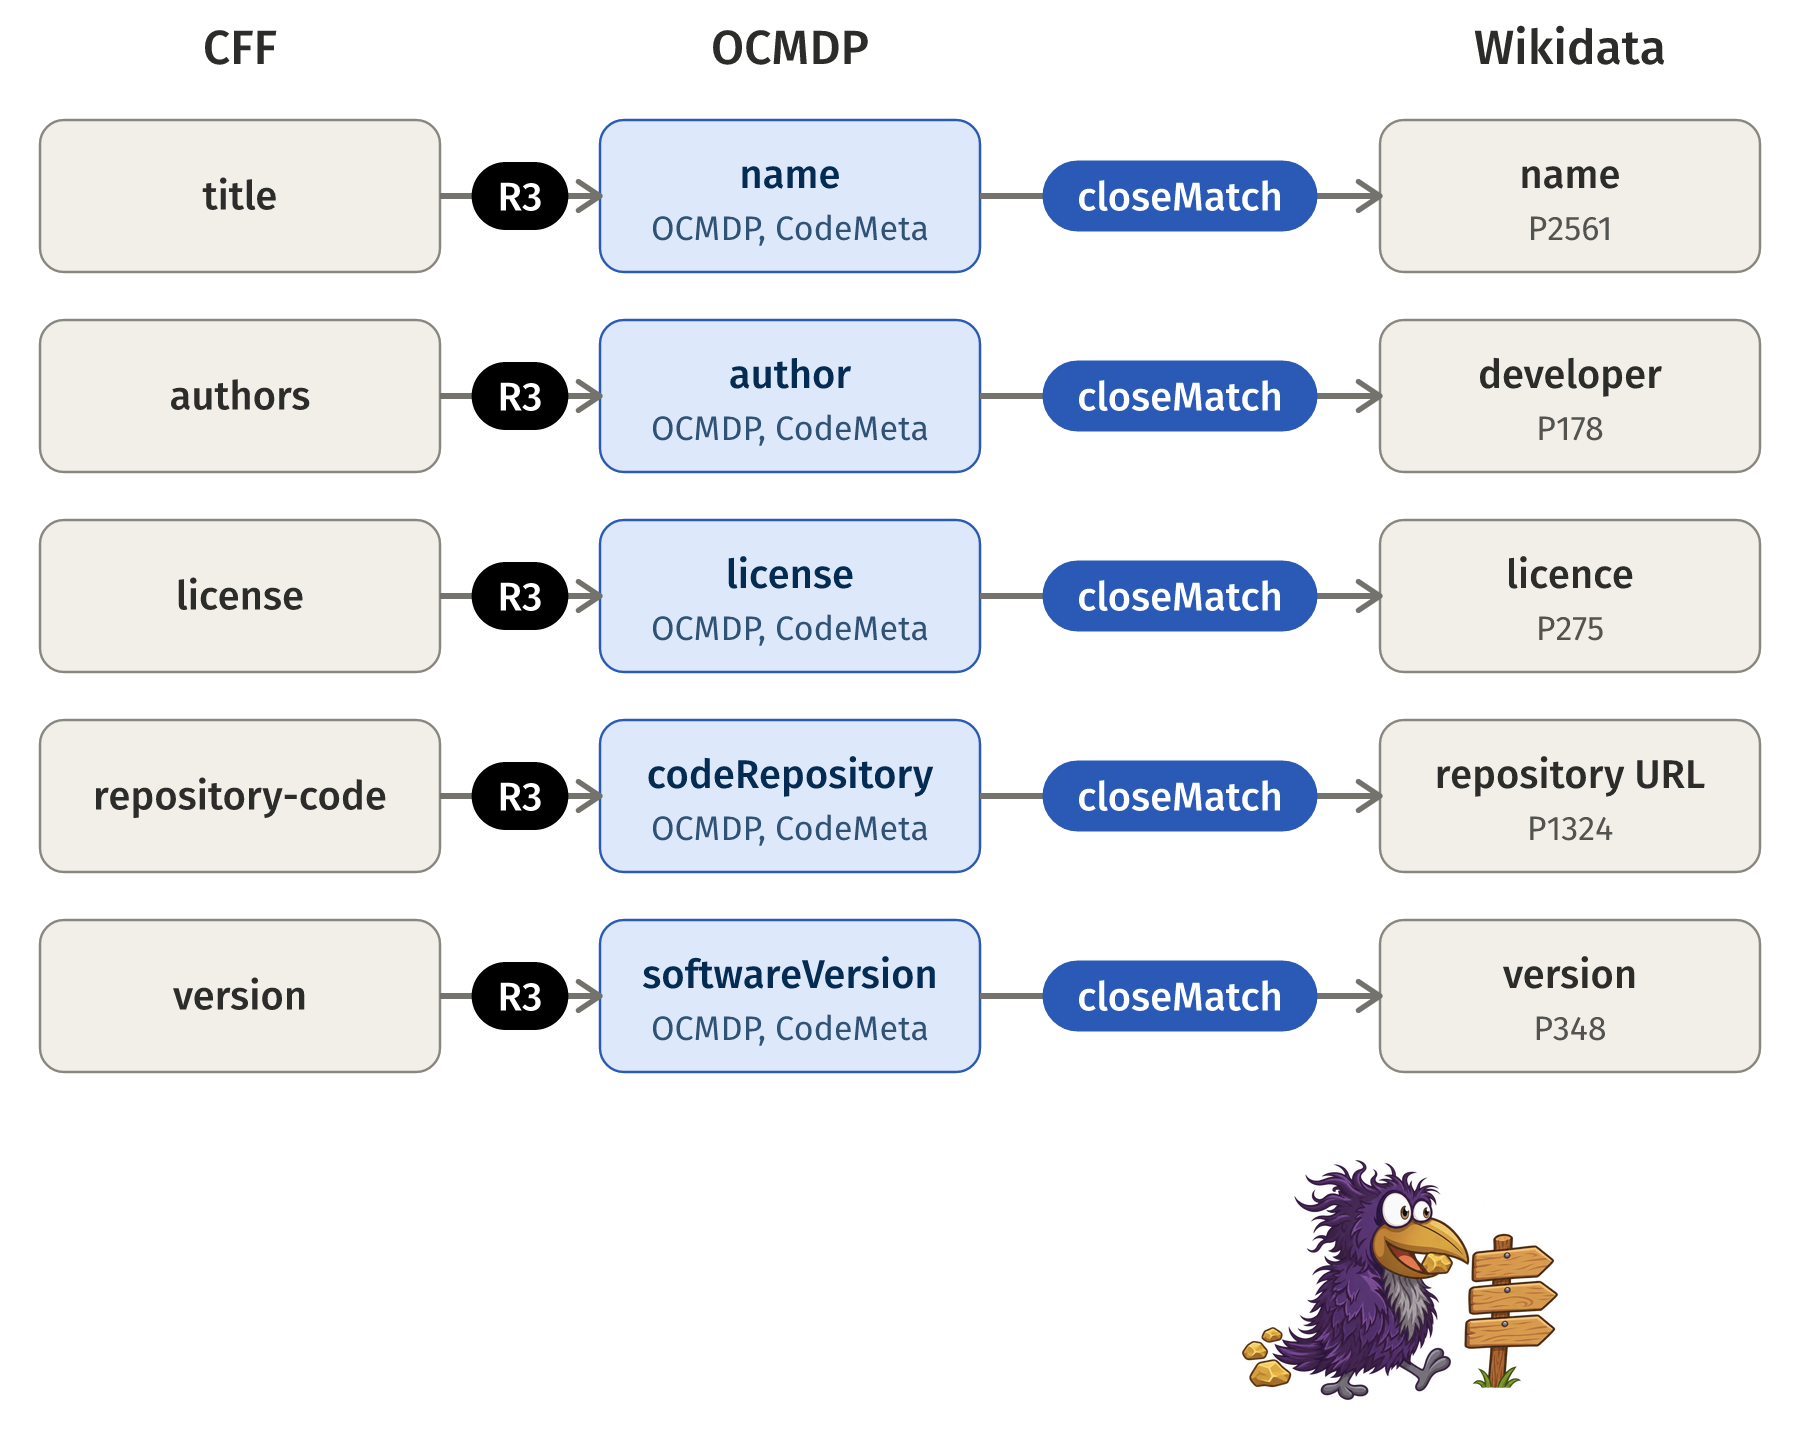 CFF OCMDP Wikidata
title R3 name closeMatch name
OCMDP, CodeMeta P2561
authors R3 author closeMatch developer
OCMDP, CodeMeta P178
license R3 license closeMatch licence
OCMDP, CodeMeta P275
repository-code R3 codeRepository closeMatch repository URL
OCMDP, CodeMeta P1324
version R3 softwareVersion closeMatch version
OCMDP, CodeMeta P348